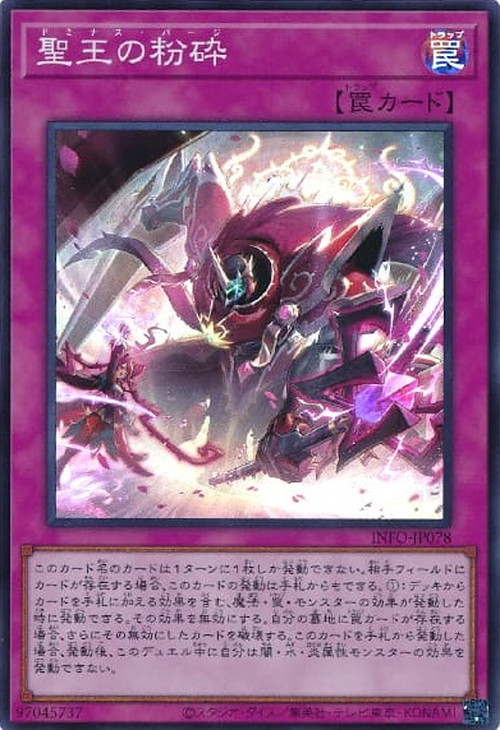 ドミナス・パージ
聖王の粉砕
トラップ
罠
トラップ
【罠カード】
INFO-JP078
このカード名のカードは1ターンに1枚しか発動できない。相手フィールドに
カードが存在する場合、このカードの発動は手札からもできる。①:デッキから
カードを手札に加える効果を含む、魔法・罠・モンスターの効果が発動した
時に発動できる。その効果を無効にする。自分の墓地に罠カードが存在する
場合、さらにその無効にしたカードを破壊する。このカードを手札から発動した
場合、発動後、このデュエル中に自分は闇・水・炎属性モンスターの効果を
発動できない。
97045737
©スタジオ・ダイス/集英社・テレビ東京・KONAMI